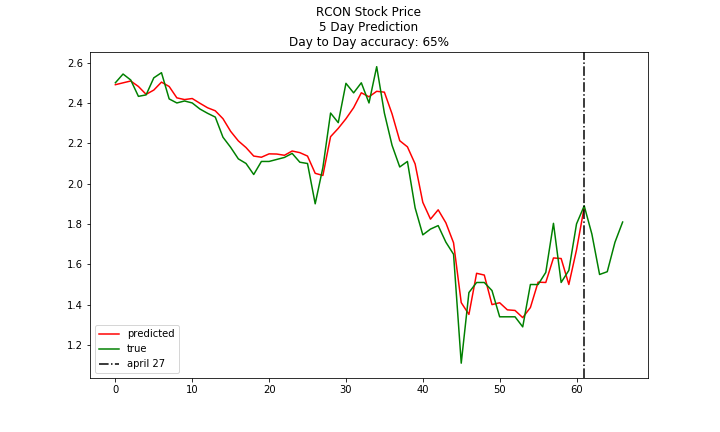 RCON Stock Price
5 Day Prediction
Day to Day accuracy: 65%
2.6
2.4
2.2
2.0
1.8
1.6
1.4
1.2
predicted
true
april 27
0 10 20 30 40 50 60